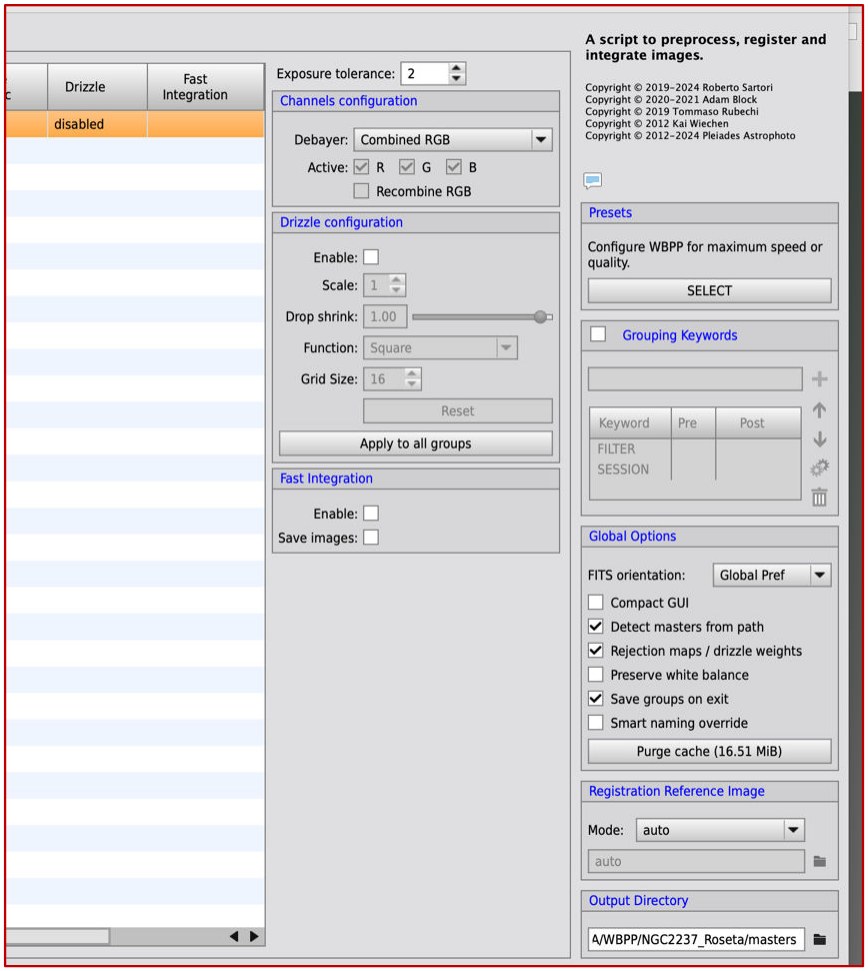 c
Drizzle
Fast
Integration
disabled
Exposure tolerance: 2
Channels configuration
Debayer: Combined RGB
Active: R G B
Recombine RGB
Drizzle configuration
Enable:
Scale: 1
Drop shrink: 1.00
Function: Square
Grid Size: 16
Reset
Apply to all groups
Fast Integration
Enable:
Save images:
A script to preprocess, register and
integrate images.
Copyright © 2019-2024 Roberto Sartori
Copyright © 2020-2021 Adam Block
Copyright © 2019 Tommaso Rubechi
Copyright © 2012 Kai Wiechen
Copyright © 2012-2024 Pleiades Astrophoto
Presets
Configure WBPP for maximum speed or
quality.
SELECT
Grouping Keywords
Keyword Pre Post
FILTER
SESSION
Global Options
FITS orientation: Global Pref
Compact GUI
Detect masters from path
Rejection maps / drizzle weights
Preserve white balance
Save groups on exit
Smart naming override
Purge cache (16.51 MiB)
Registration Reference Image
Mode: auto
auto
Output Directory
A/WBPP/NGC2237_Roseta/masters